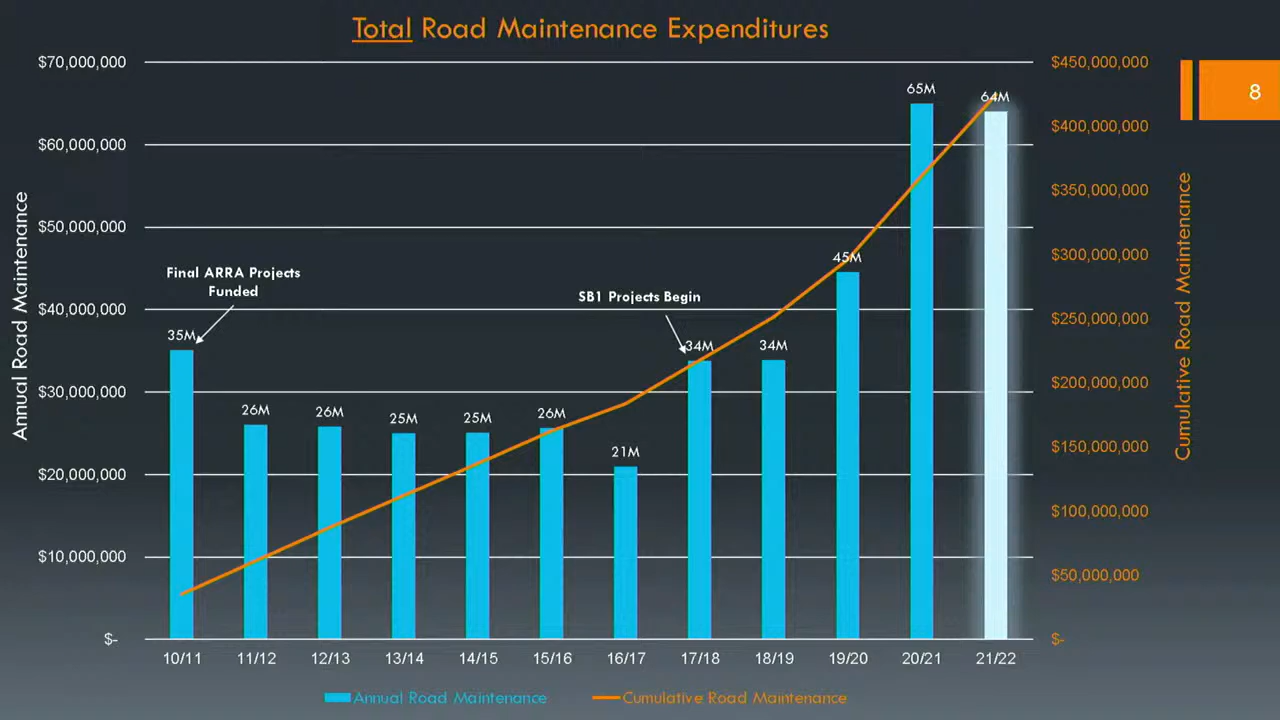 Total Road Maintenance Expenditures
8
Annual Road Maintenance
$70,000,000
$60,000,000
$50,000,000
$40,000,000
$30,000,000
$20,000,000
$10,000,000
$-
Final ARRA Projects
Funded
SB1 Projects Begin
35M
26M
26M
25M
25M
26M
21M
34M
34M
45M
65M
64M
$450,000,000
$400,000,000
$350,000,000
$300,000,000
$250,000,000
$200,000,000
$150,000,000
$100,000,000
$50,000,000
$-
Cumulative Road Maintenance
10/11 11/12 12/13 13/14 14/15 15/16 16/17 17/18 18/19 19/20 20/21 21/22
Annual Road Maintenance Cumulative Road Maintenance